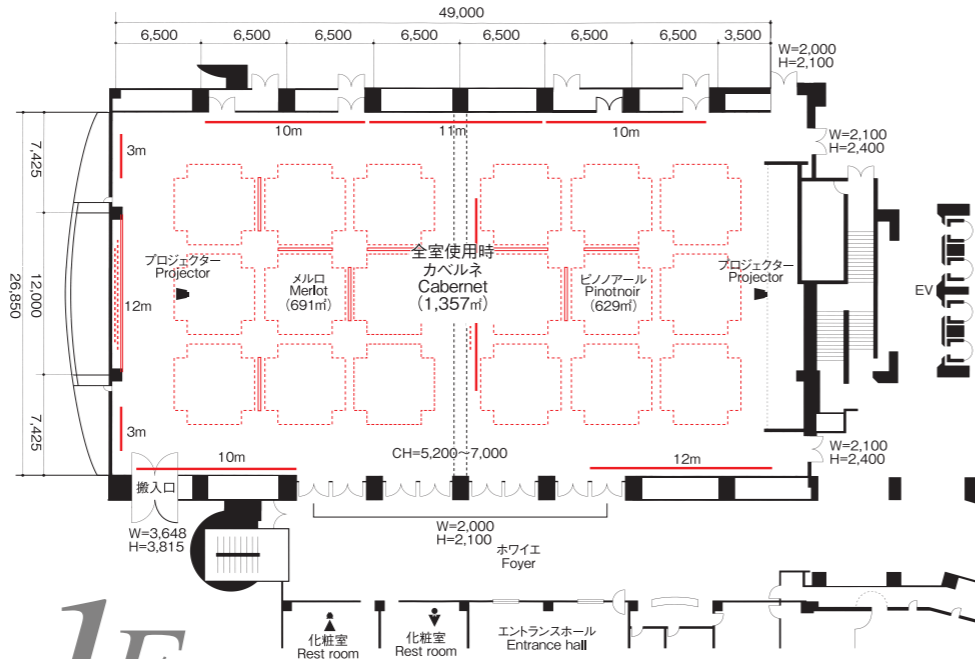 49,000
6,500
6,500
6,500
6,500
6,500
6,500
6,500
3,500
W=2,000
H=2,100
10m
11m
10m
W=2,100
H=2,400
3m
7,425
12,000
26,850
7,425
プロジェクター
Projector
12m
メルロ
Merlot
(691㎡)
全室使用時
カベルネ
Cabernet
(1,357㎡)
ピノノアール
Pinotnoir
(629㎡)
プロジェクター
Projector
EV
3m
10m
CH=5,200〜7,000
12m
W=2,100
H=2,400
搬入口
W=3,648
H=3,815
W=2,000
H=2,100
ホワイエ
Foyer
化粧室
Rest room
化粧室
Rest room
エントランスホール
Entrance hall
1F